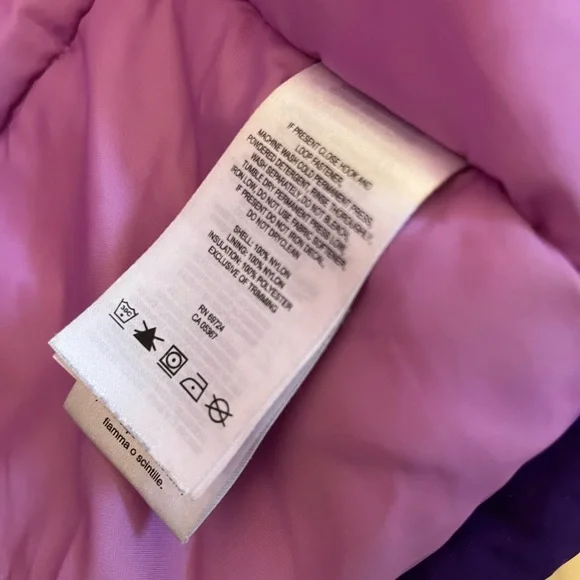 IF PRESENT CLOSE HOOK AND
LOOP FASTENER.
MACHINE WASH COLD PERMANENT PRESS,
POWDERED DETERGENT. RINSE THOROUGHLY.
WASH SEPARATELY. DO NOT BLEACH.
TUMBLE DRY PERMANENT PRESS.
IRON LOW. DO NOT USE FABRIC SOFTENER.
IF PRESENT DO NOT IRON DECAL.
DO NOT DRYCLEAN
SHELL: 100% NYLON
LINING: 100% NYLON
INSULATION: 100% POLYESTER
EXCLUSIVE OF TRIMMING
RN 69724
CA 05367
30C
fiamma o scintille.